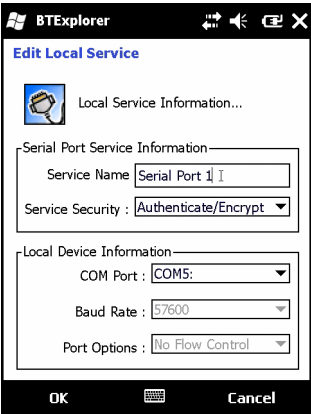 BTExplorer
Edit Local Service
Local Service Information...
Serial Port Service Information
Service Name Serial Port 1
Service Security : Authenticate/Encrypt
Local Device Information
COM Port : COM5:
Baud Rate : 57600
Port Options : No Flow Control
OK Cancel